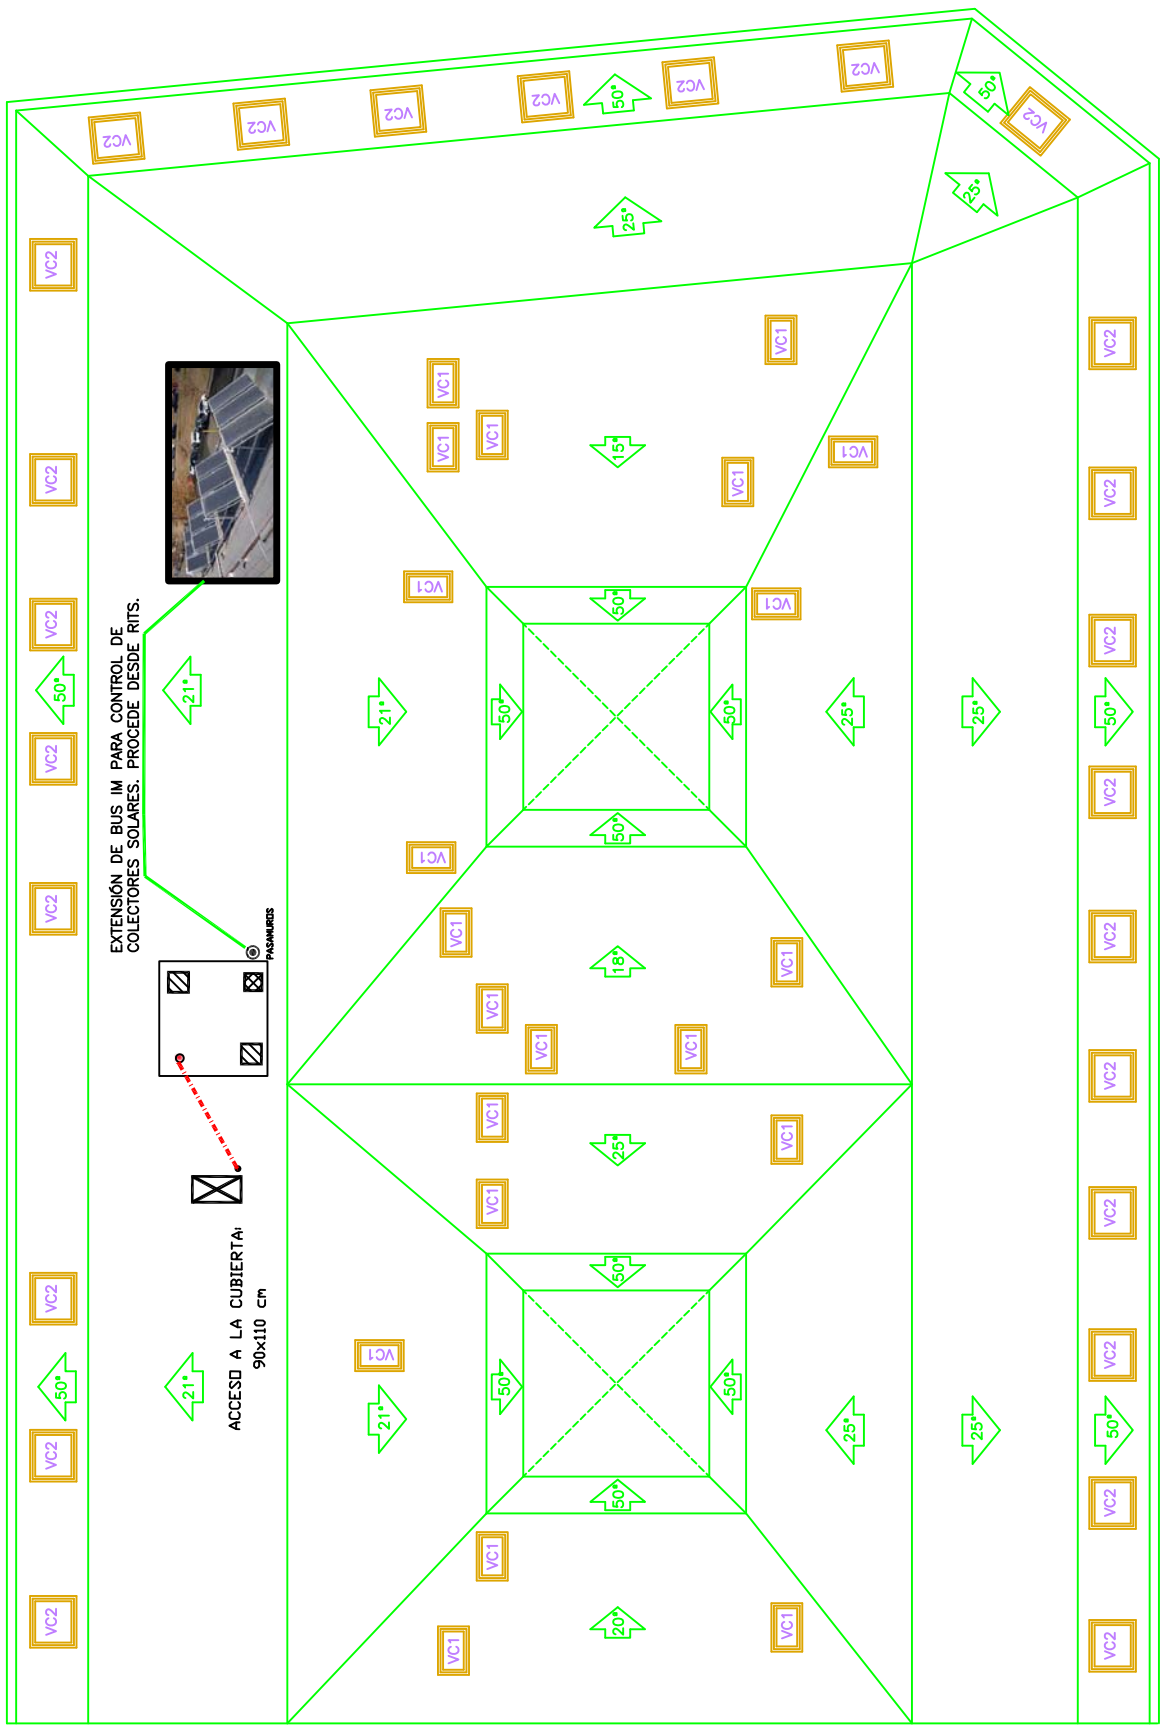 VC2
VC2
50°
50°
VC2
VC2
VC2
VC2
VC2
VC2
25°
25°
VC2
VC1
VC2
VC1
VC1
VC1
15°
VC1
VC2
VC1
VC2
VC1
50°
VC1
VC2
VC2
50°
21°
21°
50°
50°
25°
25°
50°
EXTENSIÓN DE BUS IM PARA CONTROL DE
COLECTORES SOLARES. PROCEDE DESDE RITS.
VC2
VC2
50°
VC1
VC2
VC1
PASAMUROS
VC2
18°
VC1
VC1
VC1
VC1
VC2
VC1
25°
VC1
VC1
VC2
50°
VC2
ACCESO A LA CUBIERTA:
90x110 cm
VC1
VC2
50°
21°
50°
50°
21°
25°
25°
50°
VC2
50°
VC2
VC1
VC2
20°
VC1
VC1
VC2